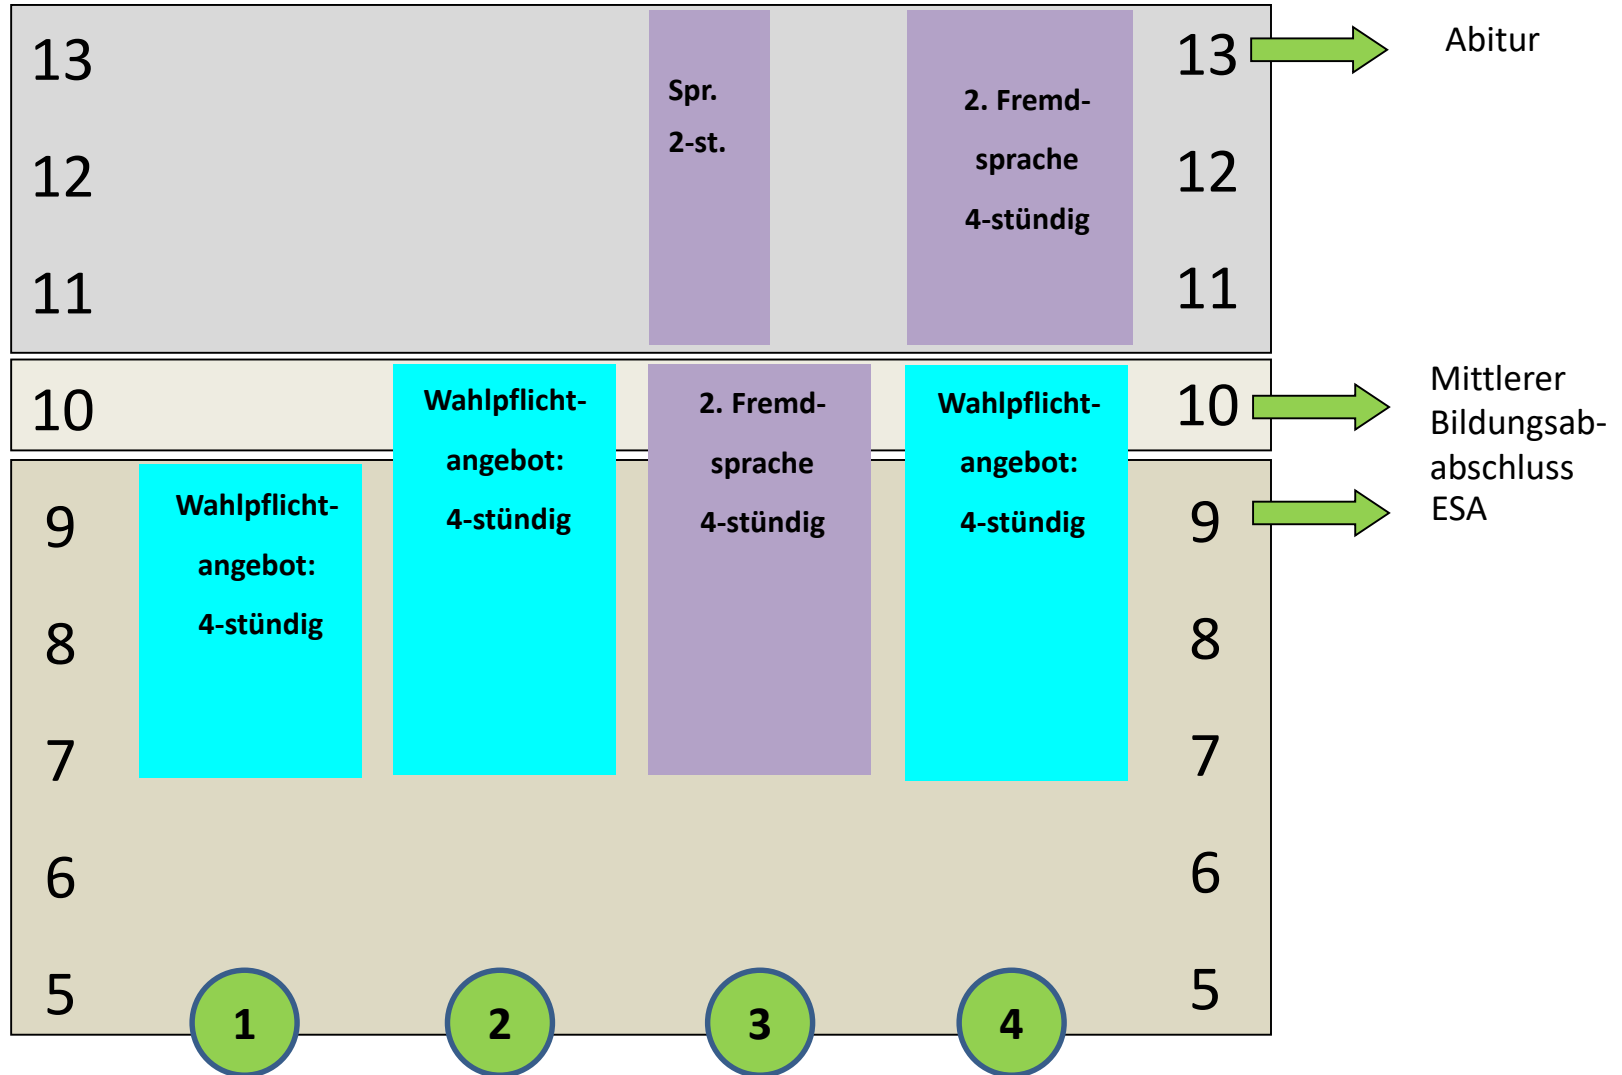 13
12
11
10
9
8
7
6
5
Wahlpflicht-
angebot:
4-stündig
1
Wahlpflicht-
angebot:
4-stündig
2
Spr.
2-st.
2. Fremd-
sprache
4-stündig
3
2. Fremd-
sprache
4-stündig
Wahlpflicht-
angebot:
4-stündig
4
13
12
11
10
9
8
7
6
5
Abitur
Mittlerer
Bildungsab-
abschluss
ESA